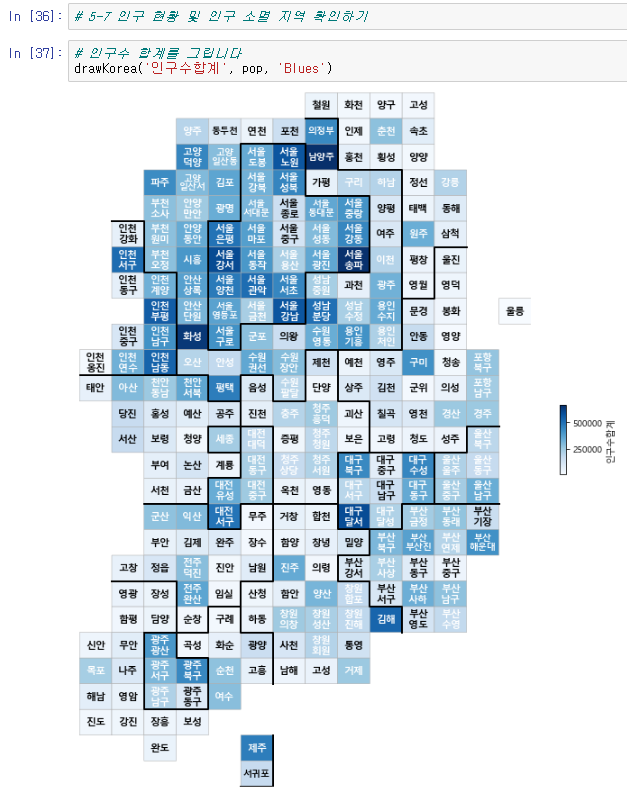 In [36]: # 5-7 인구 현황 및 인구 소멸 지역 확인하기
In [37]: # 인구수 합계를 그립니다
drawKorea('인구수합계', pop, 'Blues')
철원 화천 양구 고성
양주 동두천 연천 포천 의정부 인제 춘천 속초
고양 덕양 고양 일산동 서울 도봉 서울 노원 남양주 홍천 횡성 양양
파주 고양 일산서 김포 서울 강북 서울 성북 가평 구리 하남 정선 강릉
부천 소사 안양 만안 광명 서울 서대문 서울 종로 서울 동대문 서울 중랑 양평 태백 동해
인천 강화 부천 원미 안양 동안 서울 은평 서울 마포 서울 중구 서울 성동 서울 강동 여주 원주 삼척
인천 서구 부천 오정 시흥 서울 강서 서울 동작 서울 용산 서울 광진 서울 송파 이천 평창 울진
인천 동구 인천 계양 안산 상록 서울 양천 서울 관악 서울 서초 성남 중원 과천 광주 영월 영덕
인천 부평 안산 단원 서울 영등포 서울 금천 서울 강남 성남 분당 성남 수정 용인 수지 문경 봉화 울릉
인천 중구 인천 남구 화성 서울 구로 군포 의왕 수원 영통 용인 기흥 용인 처인 안동 영양
인천 옹진 인천 연수 인천 남동 오산 안성 수원 권선 수원 장안 제천 예천 영주 구미 청송 포항 북구
태안 아산 천안 동남 천안 서북 평택 음성 수원 팔달 단양 상주 김천 군위 의성 포항 남구
당진 홍성 예산 공주 진천 충주 청주 흥덕 괴산 칠곡 영천 경산 경주
서산 보령 청양 세종 대전 대덕 증평 청주 청원 보은 고령 청도 성주 울산 북구
부여 논산 계룡 대전 동구 청주 상당 청주 서원 대구 북구 대구 중구 대구 수성 울산 울주 울산 동구
서천 금산 대전 유성 대전 중구 옥천 영동 대구 서구 대구 남구 대구 동구 울산 중구 울산 남구
군산 익산 대전 서구 무주 거창 합천 대구 달서 대구 달성 부산 금정 부산 동래 부산 기장
부안 김제 완주 장수 함양 창녕 밀양 부산 북구 부산 부산진 부산 연제 부산 해운대
고창 정읍 전주 덕진 진안 남원 진주 의령 부산 강서 부산 사상 부산 동구 부산 중구
영광 장성 전주 완산 임실 산청 함안 양산 창원 합포 부산 서구 부산 사하 부산 남구
함평 담양 순창 구례 하동 창원 의창 창원 성산 창원 진해 김해 부산 영도 부산 수영
신안 무안 광주 광산 곡성 화순 광양 사천 창원 회원 통영
목포 나주 광주 서구 광주 북구 순천 고흥 남해 고성 거제
해남 영암 광주 남구 광주 동구 여수
진도 강진 장흥 보성
완도 제주
서귀포
500000
250000
인구수합계